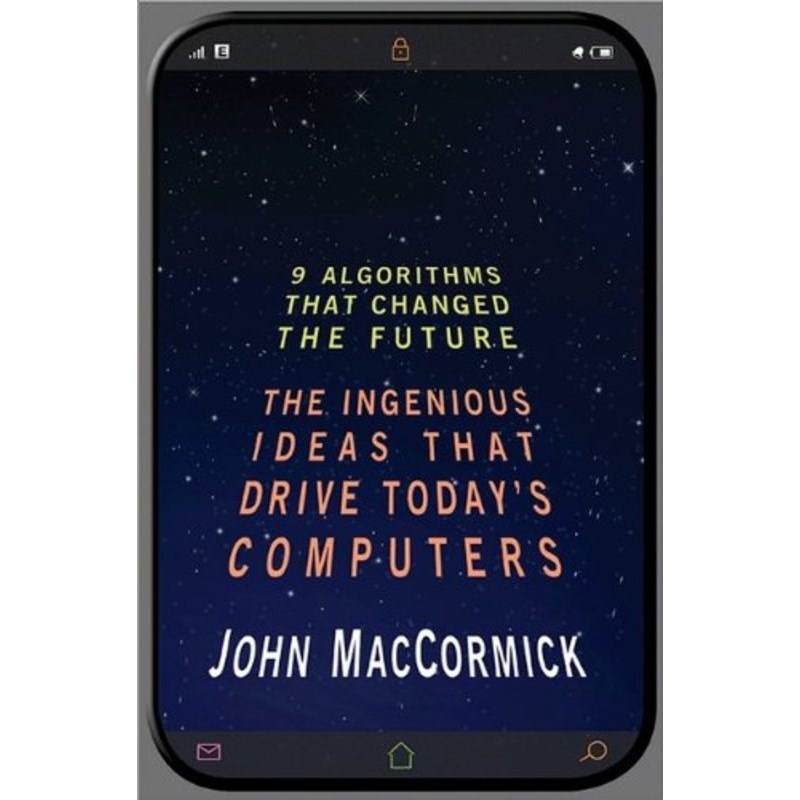 E
9 ALGORITHMS
THAT CHANGED
THE FUTURE
THE INGENIOUS
IDEAS THAT
DRIVE TODAY'S
COMPUTERS
JOHN MACCORMICK